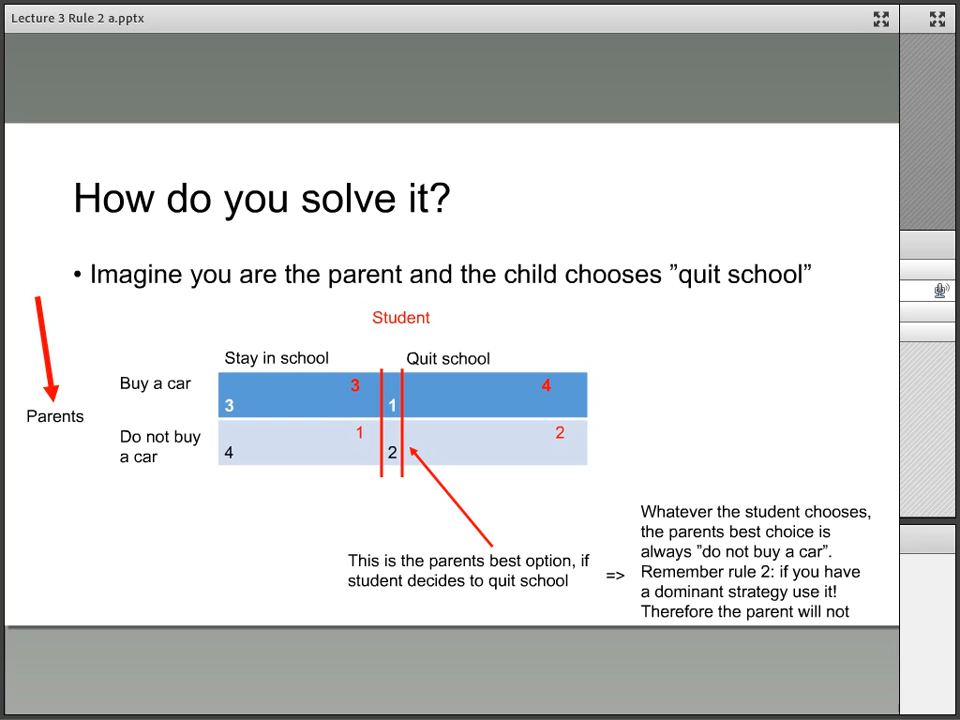 Lecture 3 Rule 2 a.pptx
How do you solve it?
• Imagine you are the parent and the child chooses ”quit school”
Student
Stay in school Quit school
Buy a car 3 4
3 1
Parents
Do not buy 1 2
a car 4 2
This is the parents best option, if
student decides to quit school
=>
Whatever the student chooses,
the parents best choice is
always ”do not buy a car”.
Remember rule 2: if you have
a dominant strategy use it!
Therefore the parent will not